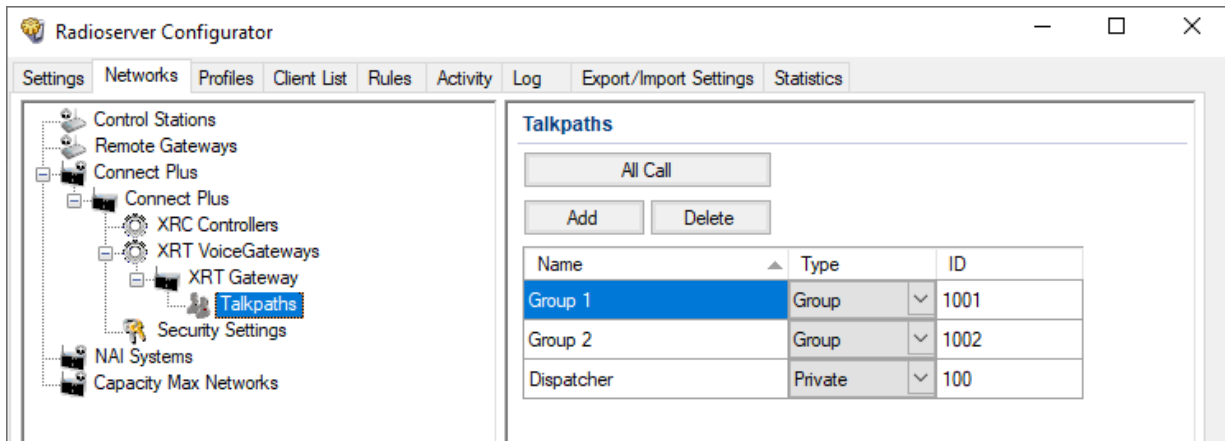 Radioserver Configurator
Settings Networks Profiles Client List Rules Activity Log Export/Import Settings Statistics
Control Stations
Remote Gateways
Connect Plus
Connect Plus
XRC Controllers
XRT VoiceGateways
XRT Gateway
Talkpaths
Security Settings
NAI Systems
Capacity Max Networks
Talkpaths
All Call
Add Delete
Name Type ID
Group 1 Group 1001
Group 2 Group 1002
Dispatcher Private 100